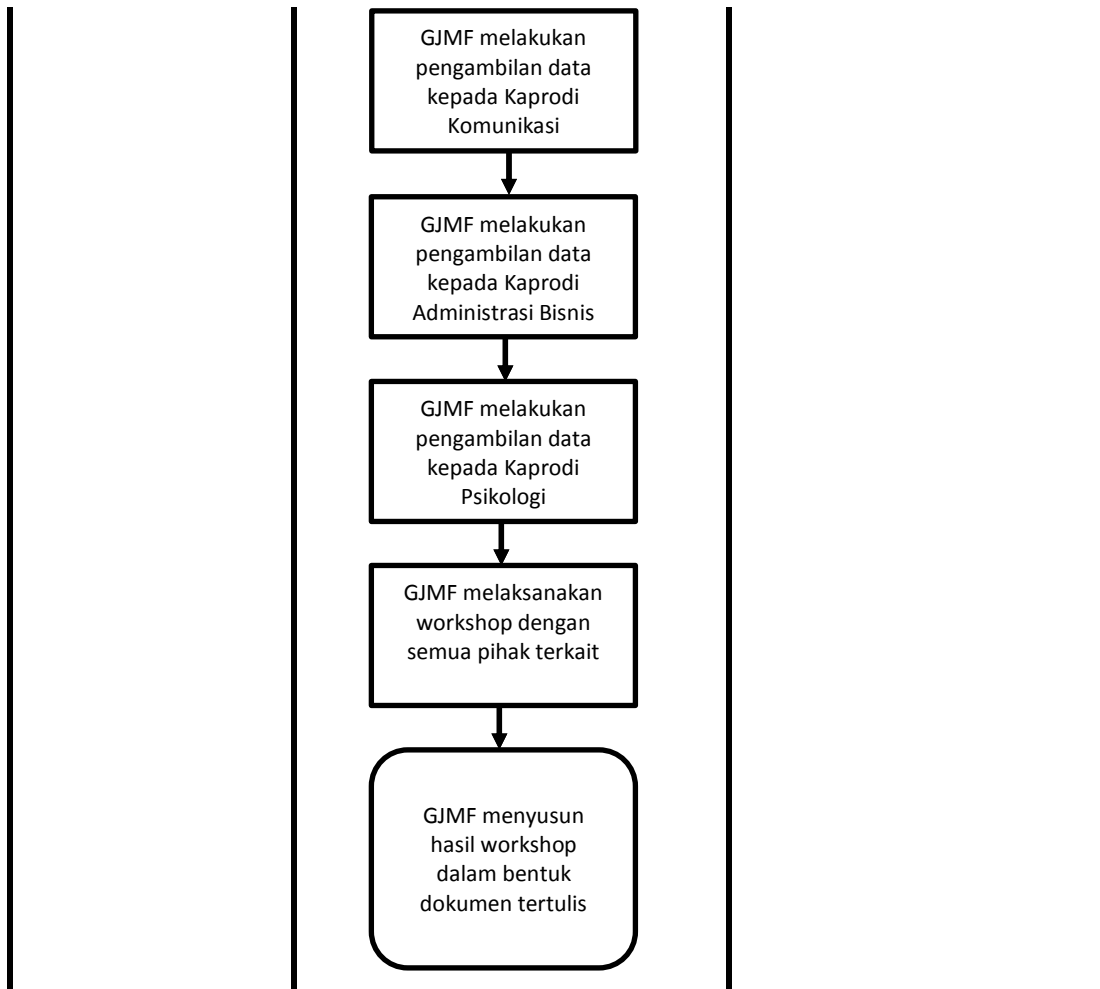 GJMF melakukan
pengambilan data
kepada Kaprodi
Komunikasi
GJMF melakukan
pengambilan data
kepada Kaprodi
Administrasi Bisnis
GJMF melakukan
pengambilan data
kepada Kaprodi
Psikologi
GJMF melaksanakan
workshop dengan
semua pihak terkait
GJMF menyusun
hasil workshop
dalam bentuk
dokumen tertulis